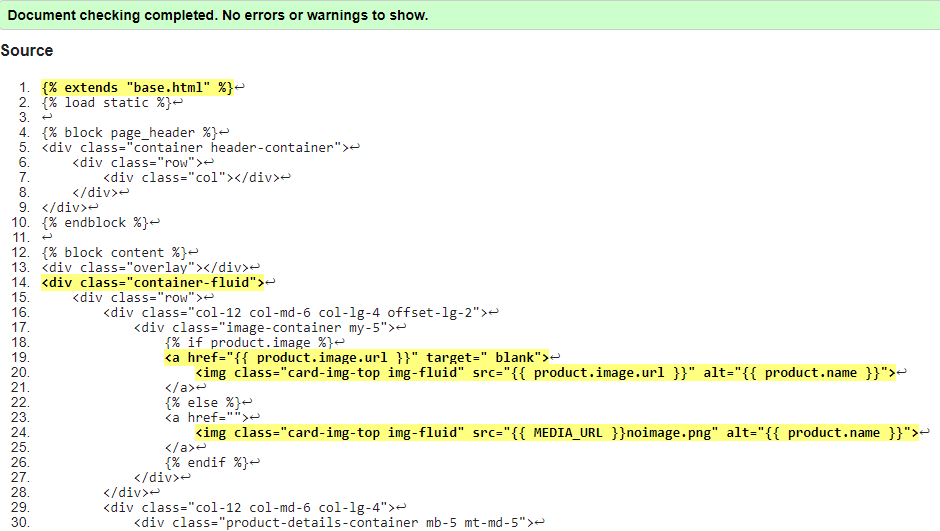 Document checking completed. No errors or warnings to show.
Source
1. {% extends "base.html" %}↩
2. {% load static %}↩
3. ↩
4. {% block page_header %}↩
5. <div class="container header-container">↩
6. <div class="row">↩
7. <div class="col"></div>↩
8. </div>↩
9. </div>↩
10. {% endblock %}↩
11. ↩
12. {% block content %}↩
13. <div class="overlay"></div>↩
14. <div class="container-fluid">↩
15. <div class="row">↩
16. <div class="col-12 col-md-6 col-lg-4 offset-lg-2">↩
17. <div class="image-container my-5">↩
18. {% if product.image %}↩
19. <a href="{{ product.image.url }}" target=" blank">↩
20. <img class="card-img-top img-fluid" src="{{ product.image.url }}" alt="{{ product.name }}">↩
21. </a>↩
22. {% else %}↩
23. <a href="">↩
24. <img class="card-img-top img-fluid" src="{{ MEDIA_URL }}noimage.png" alt="{{ product.name }}">↩
25. </a>↩
26. {% endif %}↩
27. </div>↩
28. </div>↩
29. <div class="col-12 col-md-6 col-lg-4">↩
30. <div class="product-details-container mb-5 mt-md-5">↩